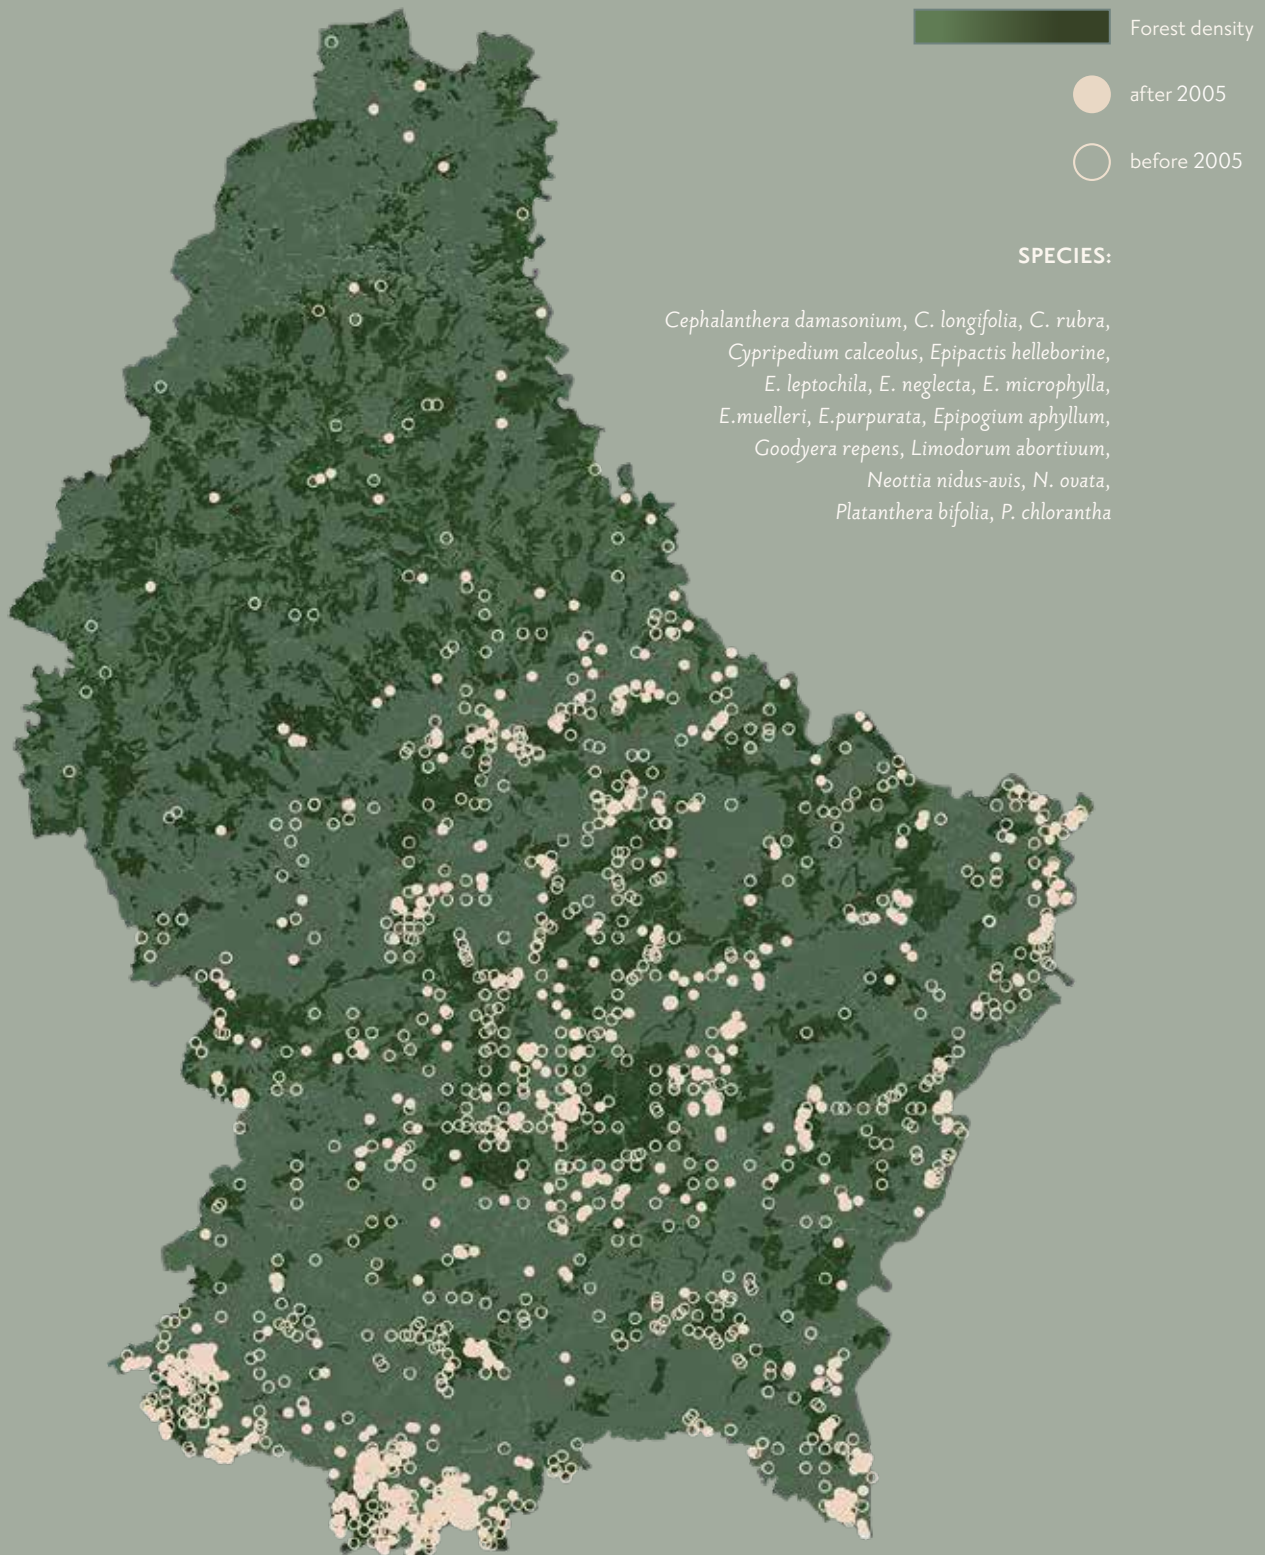 Forest density
after 2005
before 2005
SPECIES:
Cephalanthera damasonium, C. longifolia, C. rubra,
Cypripedium calceolus, Epipactis helleborine,
E. leptochila, E. neglecta, E. microphylla,
E.muelleri, E.purpurata, Epipogium aphyllum,
Goodyera repens, Limodorum abortivum,
Neottia nidus-avis, N. ovata,
Platanthera bifolia, P. chlorantha